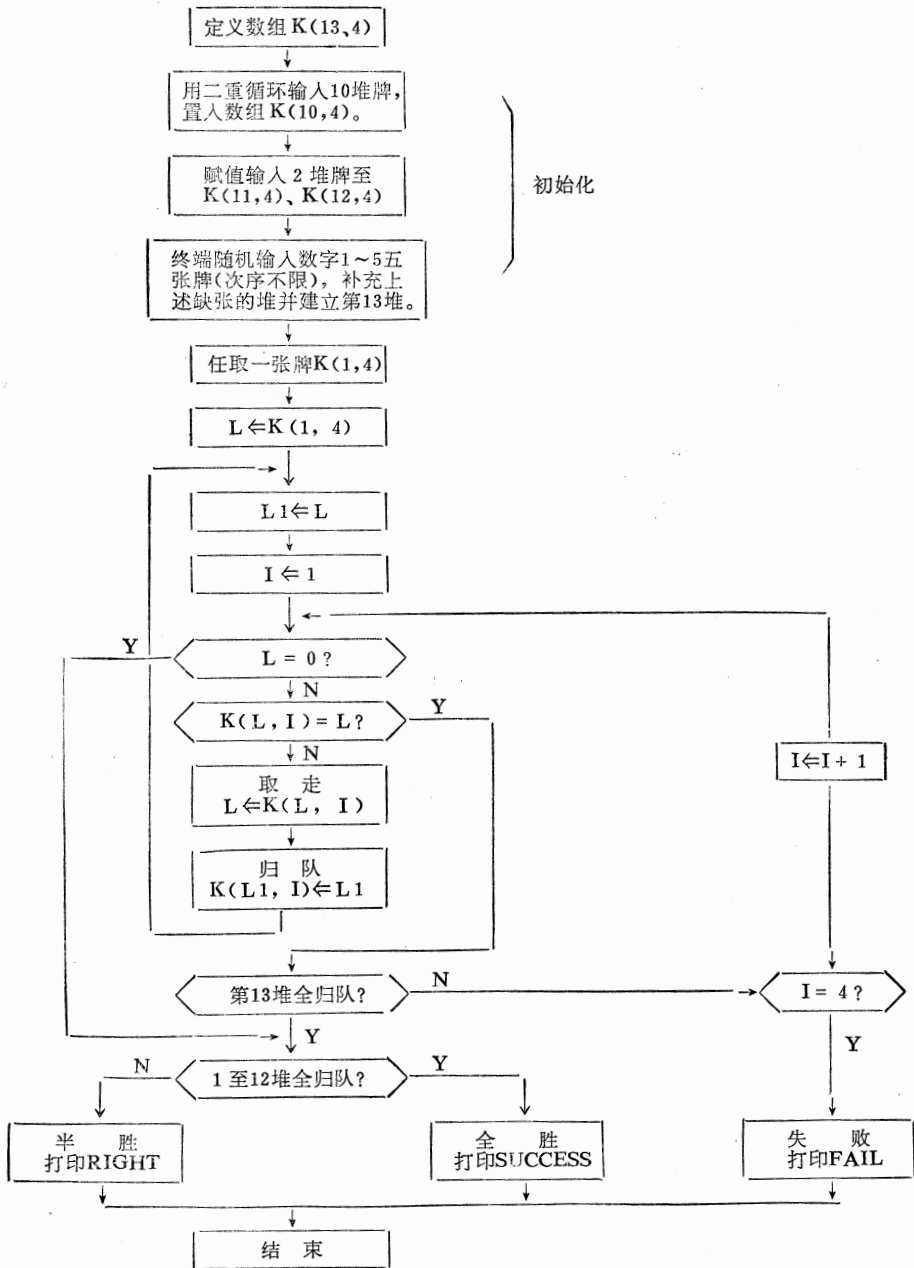 定义数组K(13、4)
用二重循环输入10堆牌，
置入数组K(10,4)。
赋值输入2堆牌至
K(11,4)、K(12,4)
初始化
终端随机输入数字1～5五
张牌(次序不限)，补充上
述缺张的堆并建立第13堆。
任取一张牌K(1,4)
L⇐K(1, 4)
L1⇐L
I⇐1
Y
L = 0？
N
K(L, I) = L？
Y
N
I⇐I + 1
取 走
L⇐K(L, I)
归 队
K(L1, I)⇐L1
第13堆全归队？
N
I = 4？
Y
Y
N
1至12堆全归队？
Y
半 胜
打印RIGHT
全 胜
打印SUCCESS
失 败
打印FAIL
结 束